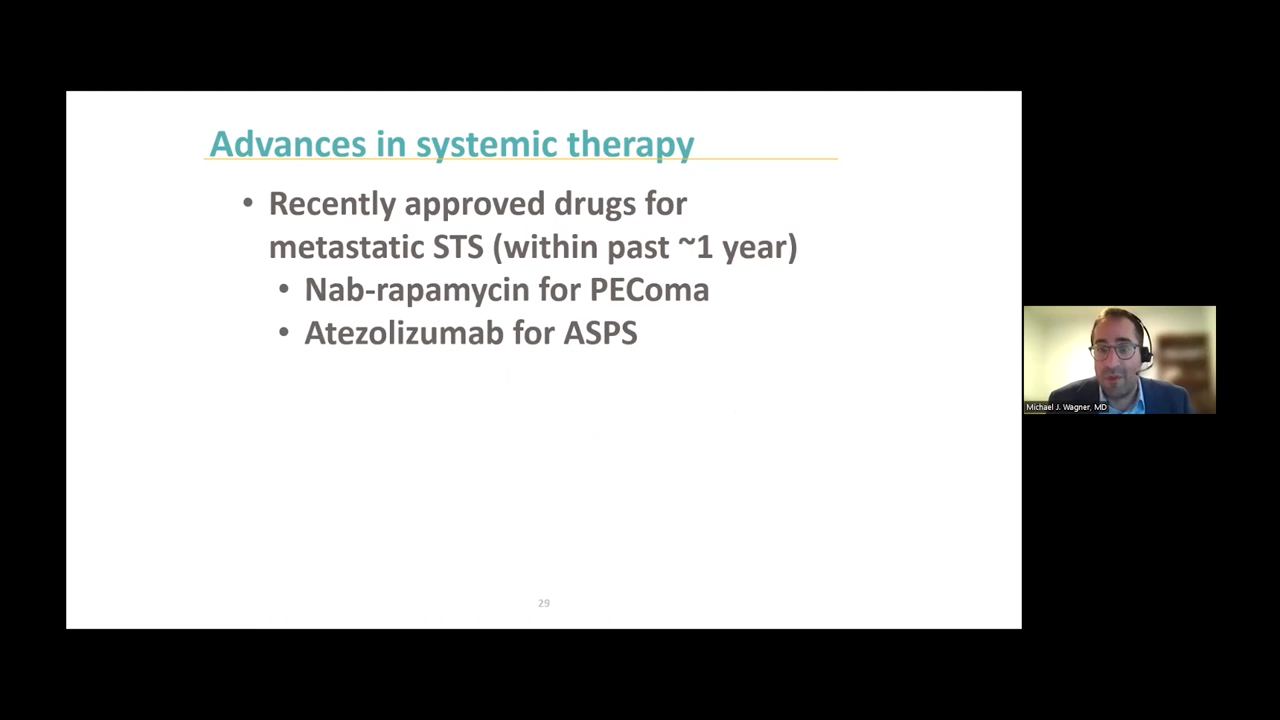 Advances in systemic therapy
• Recently approved drugs for
metastatic STS (within past ~1 year)
• Nab-rapamycin for PEComa
• Atezolizumab for ASPS
29
Michael J. Wagner, MD